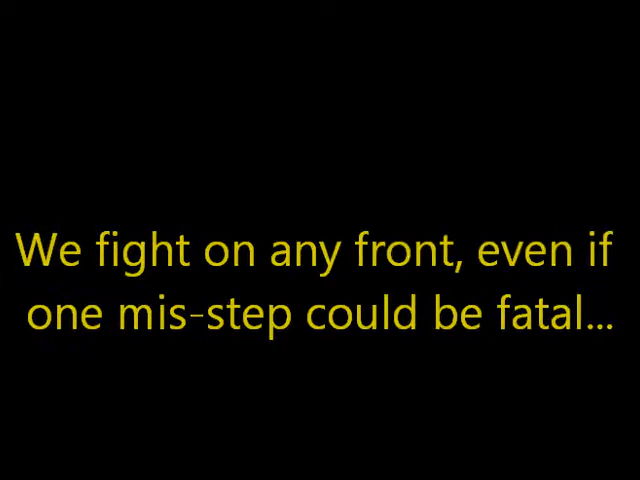 We fight on any front, even if
one mis-step could be fatal...